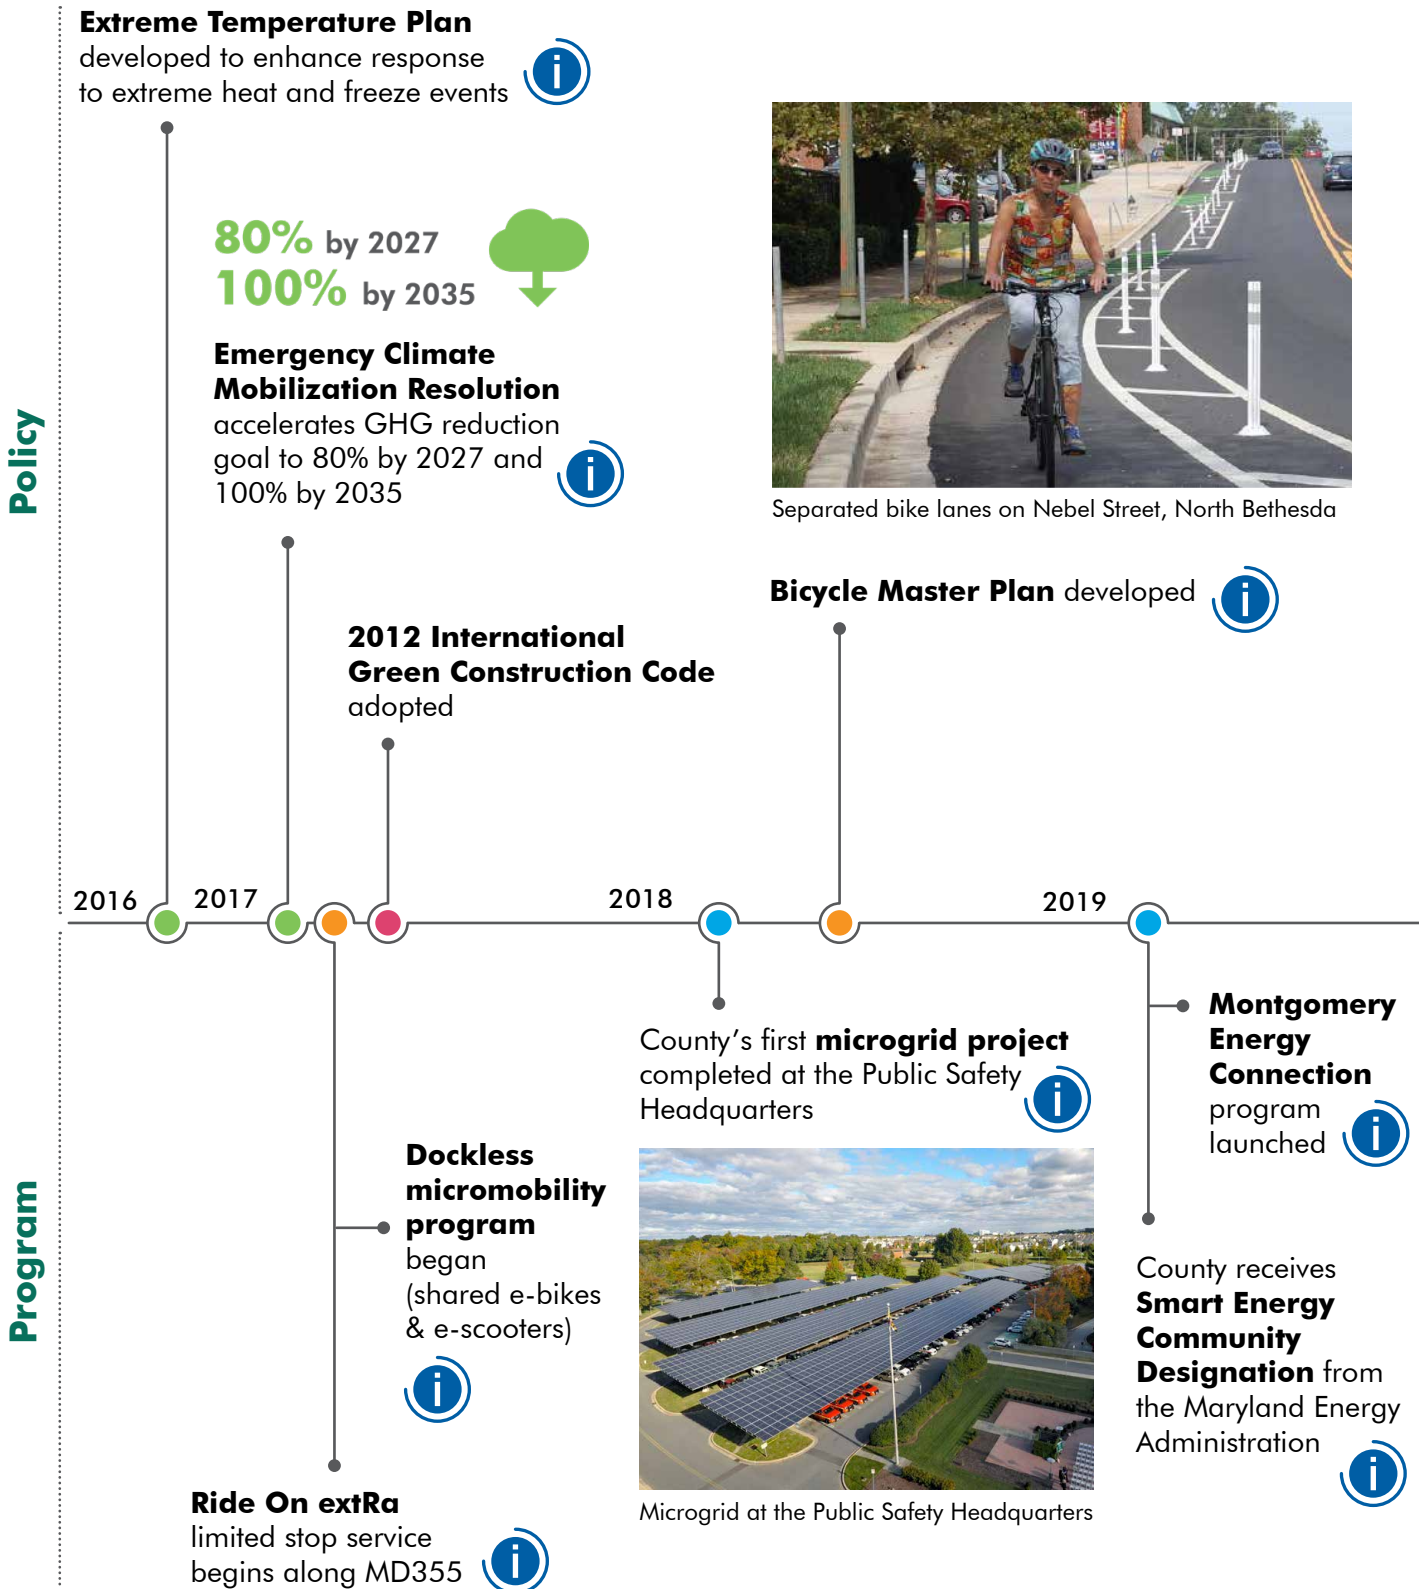 Extreme Temperature Plan
developed to enhance response
to extreme heat and freeze events
80% by 2027
100% by 2035
Emergency Climate
Mobilization Resolution
accelerates GHG reduction
goal to 80% by 2027 and
100% by 2035
Separated bike lanes on Nebel Street, North Bethesda
Bicycle Master Plan developed
2012 International
Green Construction Code
adopted
Policy
2016
2017
2018
2019
Program
County's first microgrid project
completed at the Public Safety
Headquarters
Montgomery
Energy
Connection
program
launched
Dockless
micromobility
program
began
(shared e-bikes
& e-scooters)
Microgrid at the Public Safety Headquarters
County receives
Smart Energy
Community
Designation from
the Maryland Energy
Administration
Ride On extRa
limited stop service
begins along MD355